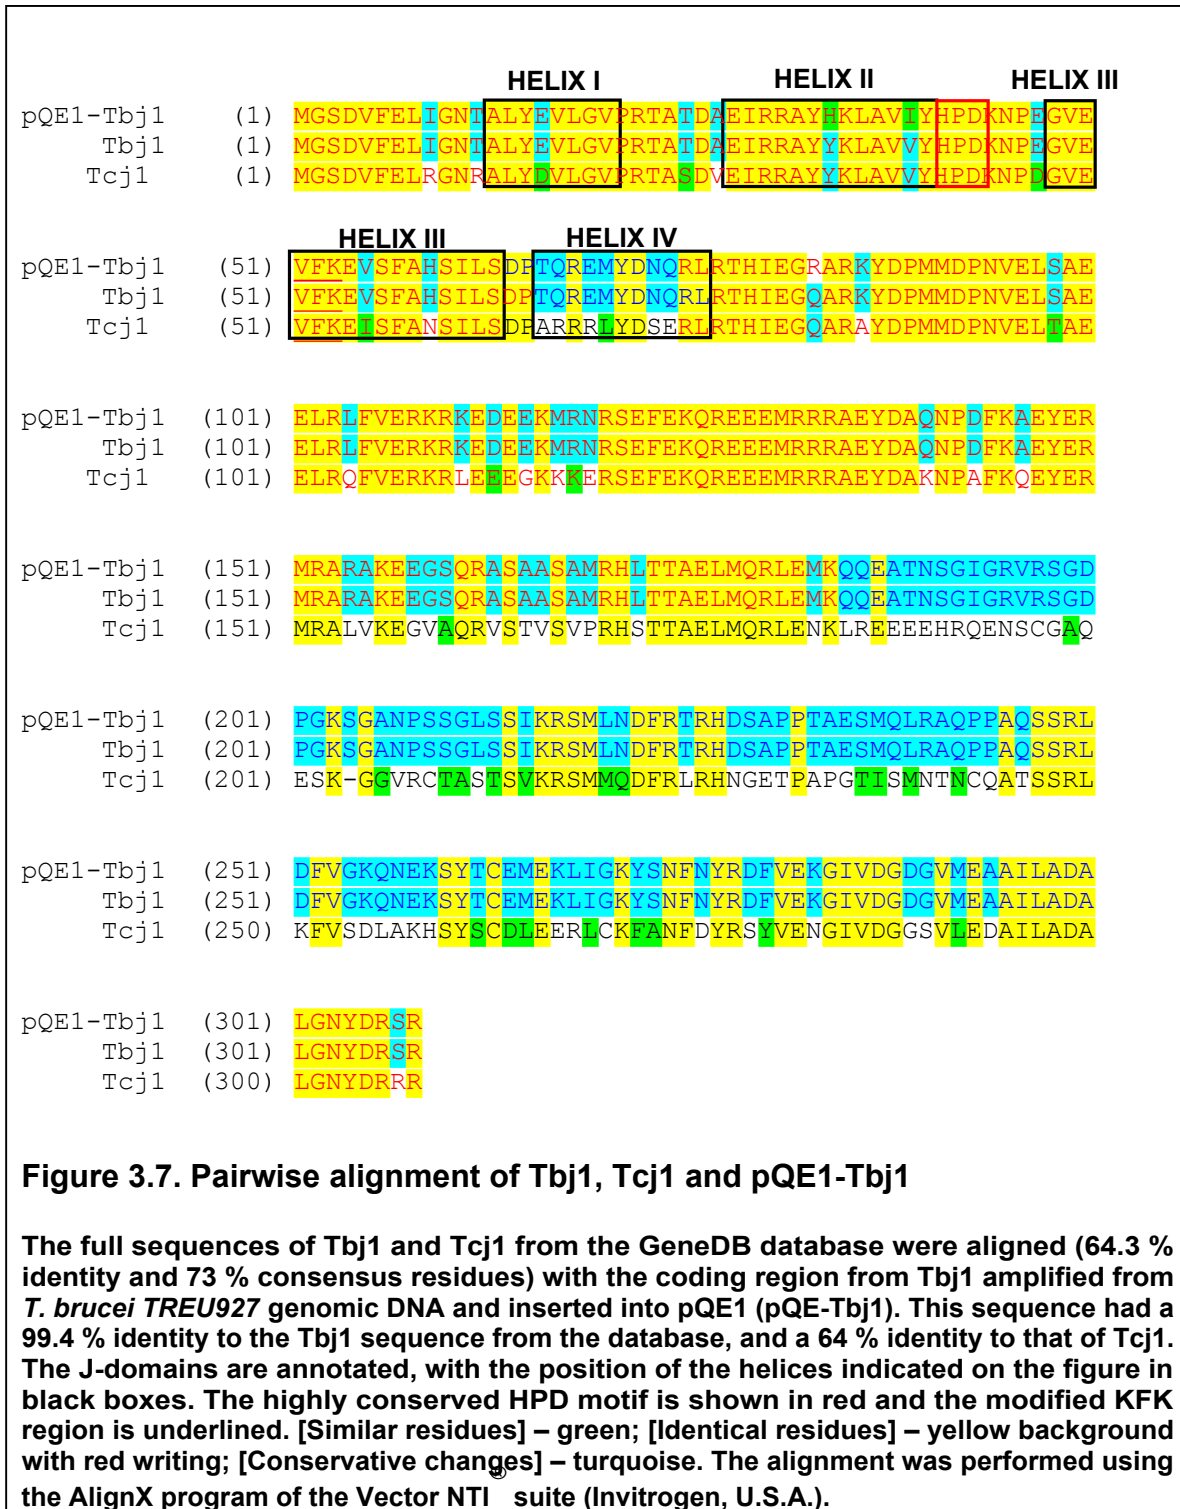 HELIX I HELIX II HELIX III
pQE1-Tbj1 (1) MGSDVFELIGNTALYEVLGVPRTATDAEIRRAYHKLAVIYHPDKNPEGVE
Tbj1 (1) MGSDVFELIGNTALYEVLGVPRTATDAEIRRAYYKLAVVYHPDKNPEGVE
Tcj1 (1) MGSDVFELRGNRALYDVLGVPRTASDVEIRRAYYKLAVVYHPDKNPDGVE
HELIX III HELIX IV
pQE1-Tbj1 (51) VFKEVSFAHSILSDPTQREMYDNQRLRTHIEGRARKYDPMMDPNVELSAE
Tbj1 (51) VFKEVSFAHSILSDPTQREMYDNQRLRTHIEGQARKYDPMMDPNVELSAE
Tcj1 (51) VFKEISFANSILSDPARRRLYDSERLRTHIEGQARAYDPMMDPNVELTAE
pQE1-Tbj1 (101) ELRLFVERKRKEDEEKMRNRSEFEKQREEEMRRRAEYDAQNPDFKAEYER
Tbj1 (101) ELRLFVERKRKEDEEKMRNRSEFEKQREEEMRRRAEYDAQNPDFKAEYER
Tcj1 (101) ELRQFVERKRLEEEGKKKERSEFEKQREEEMRRRAEYDAKNPAFKQEYER
pQE1-Tbj1 (151) MRARAKEEGSQRASAASAMRHLTTAELMQRLEMKQQEATNSGIGRVRSGD
Tbj1 (151) MRARAKEEGSQRASAASAMRHLTTAELMQRLEMKQQEATNSGIGRVRSGD
Tcj1 (151) MRALVKEGVAQRVSTVSVPRHSTTAELMQRLENKLREEEEHRQENSCGAQ
pQE1-Tbj1 (201) PGKSGANPSSGLSSIKRSMLNDFRTRHDSAPPTAESMQLRAQPPAQSSRL
Tbj1 (201) PGKSGANPSSGLSSIKRSMLNDFRTRHDSAPPTAESMQLRAQPPAQSSRL
Tcj1 (201) ESK-GGVRCTASTSVKRSMMQDFRLRHNGETPAPGTISMNTNCQATSSRL
pQE1-Tbj1 (251) DFVGKQNEKSYTCEMEKLIGKYSNFNYRDFVEKGIVDGDGVMEAAILADA
Tbj1 (251) DFVGKQNEKSYTCEMEKLIGKYSNFNYRDFVEKGIVDGDGVMEAAILADA
Tcj1 (250) KFVSDLAKHSYSCDLEERLCKFANFDYRSYVENGIVDGGSVLEDAILADA
pQE1-Tbj1 (301) LGNYDRSR
Tbj1 (301) LGNYDRSR
Tcj1 (300) LGNYDRRR
Figure 3.7. Pairwise alignment of Tbj1, Tcj1 and pQE1-Tbj1
The full sequences of Tbj1 and Tcj1 from the GeneDB database were aligned (64.3 %
identity and 73 % consensus residues) with the coding region from Tbj1 amplified from
T. brucei TREU927 genomic DNA and inserted into pQE1 (pQE-Tbj1). This sequence had a
99.4 % identity to the Tbj1 sequence from the database, and a 64 % identity to that of Tcj1.
The J-domains are annotated, with the position of the helices indicated on the figure in
black boxes. The highly conserved HPD motif is shown in red and the modified KFK
region is underlined. [Similar residues] – green; [Identical residues] – yellow background
with red writing; [Conservative changes] – turquoise. The alignment was performed using
the AlignX program of the Vector NTI® suite (Invitrogen, U.S.A.).